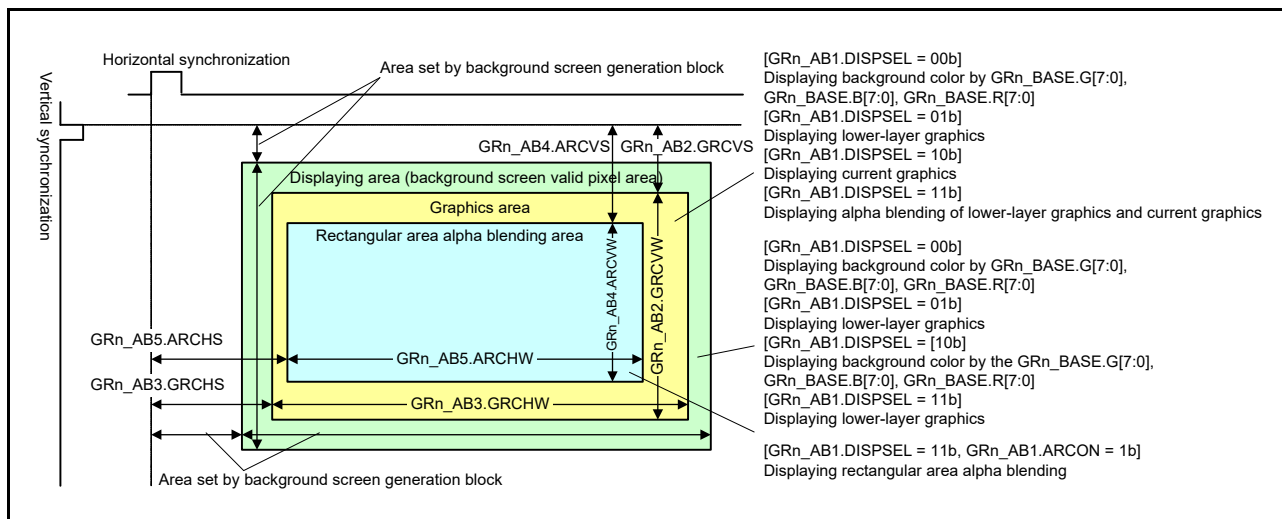 Horizontal synchronization
Vertical synchronization
Area set by background screen generation block
GRn_AB4.ARCVS
GRn_AB2.GRCVS
Displaying area (background screen valid pixel area)
Graphics area
Rectangular area alpha blending area
GRn_AB4.ARCVW
GRn_AB2.GRCVW
GRn_AB5.ARCHS
GRn_AB5.ARCHW
GRn_AB3.GRCHS
GRn_AB3.GRCHW
Area set by background screen generation block
[GRn_AB1.DISPSEL = 00b]
Displaying background color by GRn_BASE.G[7:0],
GRn_BASE.B[7:0], GRn_BASE.R[7:0]
[GRn_AB1.DISPSEL = 01b]
Displaying lower-layer graphics
[GRn_AB1.DISPSEL = 10b]
Displaying current graphics
[GRn_AB1.DISPSEL = 11b]
Displaying alpha blending of lower-layer graphics and current graphics
[GRn_AB1.DISPSEL = 00b]
Displaying background color by GRn_BASE.G[7:0],
GRn_BASE.B[7:0], GRn_BASE.R[7:0]
[GRn_AB1.DISPSEL = 01b]
Displaying lower-layer graphics
[GRn_AB1.DISPSEL = [10b]
Displaying background color by the GRn_BASE.G[7:0],
GRn_BASE.B[7:0], GRn_BASE.R[7:0]
[GRn_AB1.DISPSEL = 11b]
Displaying lower-layer graphics
[GRn_AB1.DISPSEL = 11b, GRn_AB1.ARCON = 1b]
Displaying rectangular area alpha blending